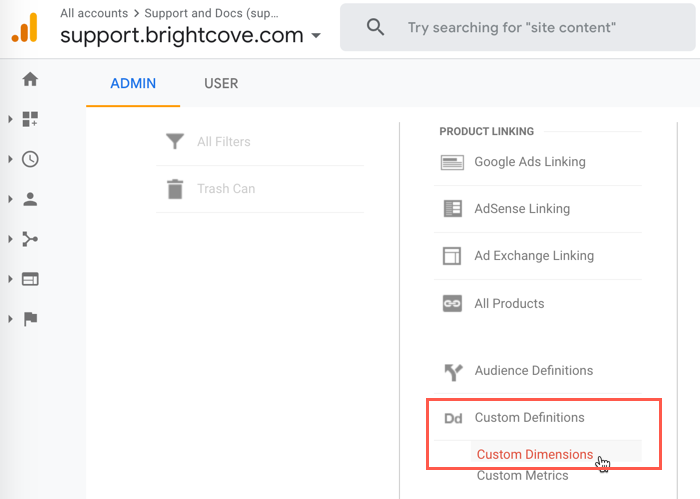 All accounts > Support and Docs (sup…
support.brightcove.com
Try searching for "site content"
ADMIN
USER
All Filters
Trash Can
PRODUCT LINKING
Google Ads Linking
AdSense Linking
Ad Exchange Linking
All Products
Audience Definitions
Dd Custom Definitions
Custom Dimensions
Custom Metrics